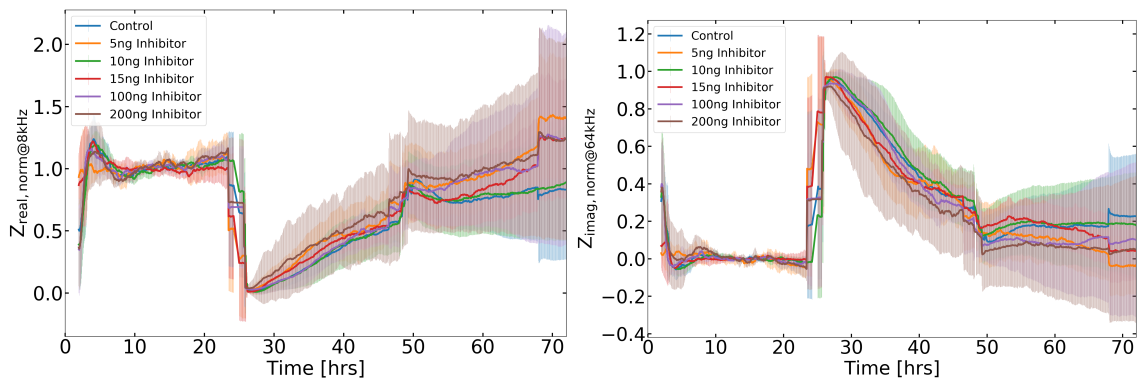 2.0
1.5
1.0
0.5
0.0
Z real, norm@8kHz
Control
5ng Inhibitor
10ng Inhibitor
15ng Inhibitor
100ng Inhibitor
200ng Inhibitor
0 10 20 30 40 50 60 70
Time [hrs]
1.2
1.0
0.8
0.6
0.4
0.2
0.0
−0.2
−0.4
Z imag, norm@64kHz
Control
5ng Inhibitor
10ng Inhibitor
15ng Inhibitor
100ng Inhibitor
200ng Inhibitor
0 10 20 30 40 50 60 70
Time [hrs]